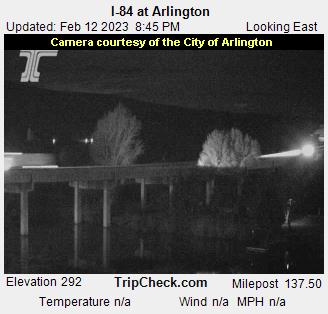 I-84 at Arlington
Updated: Feb 12 2023 8:45 PM Looking East
Camera courtesy of the City of Arlington
Elevation 292 TripCheck.com Milepost 137.50
Temperature n/a Wind n/a MPH n/a